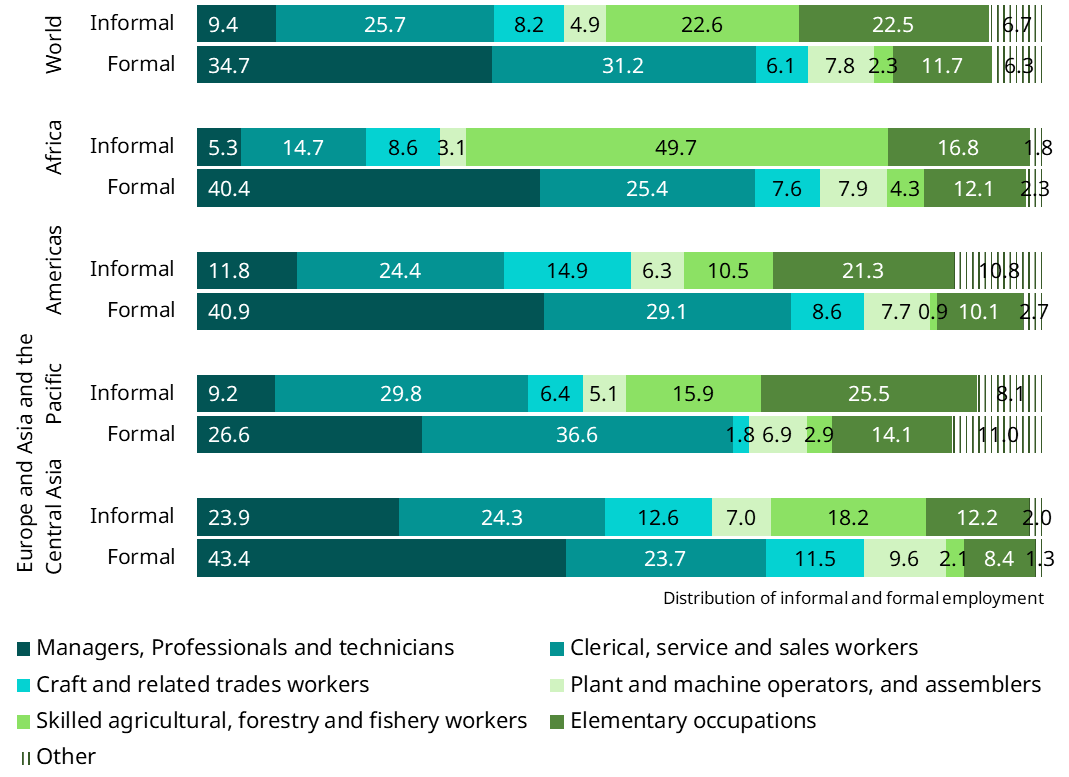 World
Informal 9.4 25.7 8.2 4.9 22.6 22.5 6.7
Formal 34.7 31.2 6.1 7.8 2.3 11.7 6.3
Africa
Informal 5.3 14.7 8.6 3.1 49.7 16.8 1.8
Formal 40.4 25.4 7.6 7.9 4.3 12.1 2.3
Americas
Informal 11.8 24.4 14.9 6.3 10.5 21.3 10.8
Formal 40.9 29.1 8.6 7.7 0.9 10.1 2.7
Europe and Asia and the
Pacific
Informal 9.2 29.8 6.4 5.1 15.9 25.5 8.1
Formal 26.6 36.6 1.8 6.9 2.9 14.1 11.0
Central Asia
Informal 23.9 24.3 12.6 7.0 18.2 12.2 2.0
Formal 43.4 23.7 11.5 9.6 2.1 8.4 1.3
Distribution of informal and formal employment
Managers, Professionals and technicians
Clerical, service and sales workers
Craft and related trades workers
Plant and machine operators, and assemblers
Skilled agricultural, forestry and fishery workers
Elementary occupations
Other